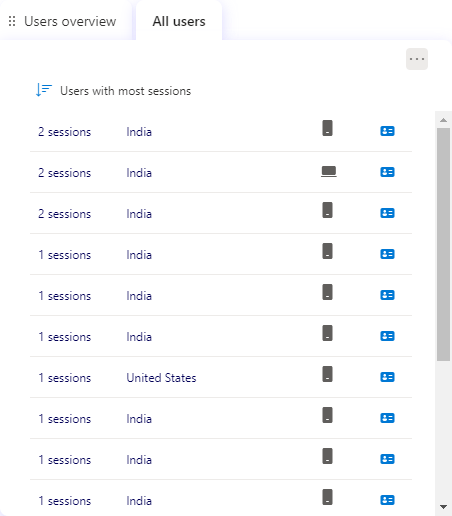 Users overview All users
Users with most sessions
2 sessions India
2 sessions India
2 sessions India
1 sessions India
1 sessions India
1 sessions India
1 sessions United States
1 sessions India
1 sessions India
1 sessions India